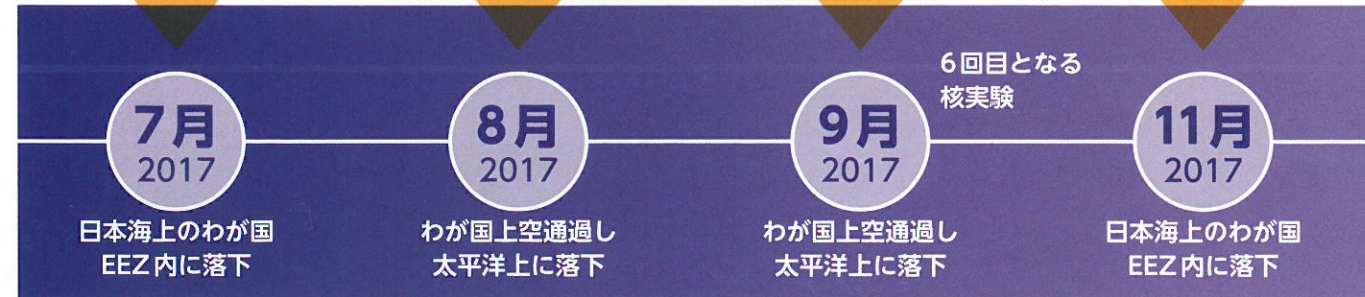 7月
2017
日本海上のわが国
EEZ内に落下
8月
2017
わが国上空通過し
太平洋上に落下
9月
2017
6回目となる
核実験
わが国上空通過し
太平洋上に落下
11月
2017
日本海上のわが国
EEZ内に落下